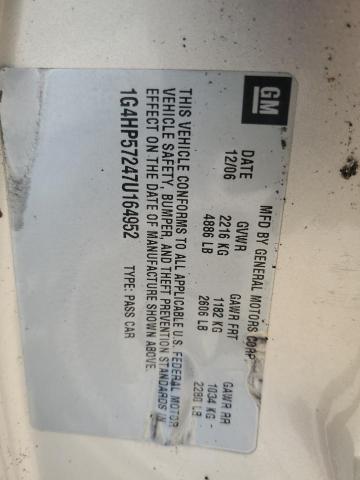 GM
MFD BY GENERAL MOTORS CORP
DATE GVWR GAWR FRT GAWR RR
12/06 2216 KG 1182 KG 1034 KG
4886 LB 2606 LB 2280 LB
THIS VEHICLE CONFORMS TO ALL APPLICABLE U.S. FEDERAL MOTOR
VEHICLE SAFETY, BUMPER, AND THEFT PREVENTION STANDARDS IN
EFFECT ON THE DATE OF MANUFACTURE SHOWN ABOVE.
1G4HP57247U164952 TYPE: PASS CAR